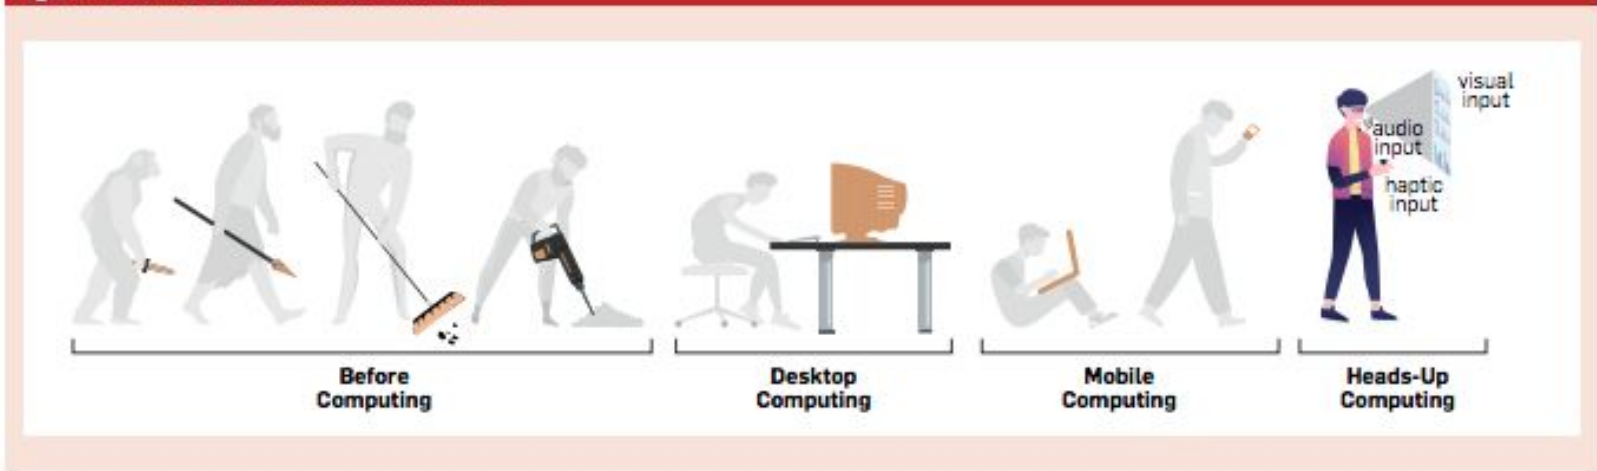 visual
input
audio
input
haptic
input
Before
Computing
Desktop
Computing
Mobile
Computing
Heads-Up
Computing